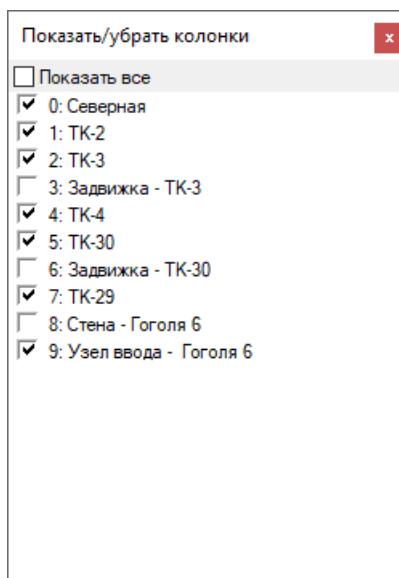 Показать/убрать колонки
x
Показать все
0: Северная
1: ТК-2
2: ТК-3
3: Задвижка - ТК-3
4: ТК-4
5: ТК-30
6: Задвижка - ТК-30
7: ТК-29
8: Стена - Гоголя 6
9: Узел ввода -  Гоголя 6